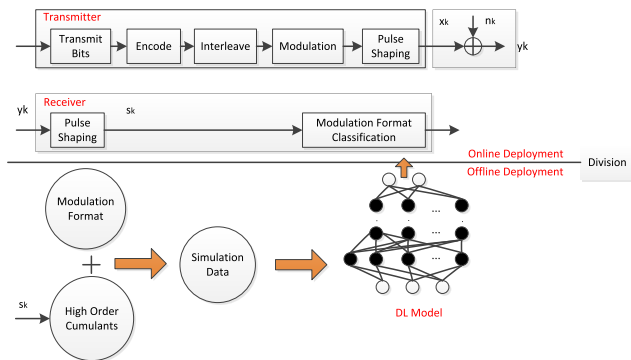 Transmitter
Transmit
Bits
Encode
Interleave
Modulation
Pulse
Shaping
xk
nk
yk
yk
Receiver
Pulse
Shaping
sk
Modulation Format
Classification
Online Deployment
Offline Deployment
Division
Modulation
Format
+
sk
High Order
Cumulants
Simulation
Data
...
...
...
DL Model